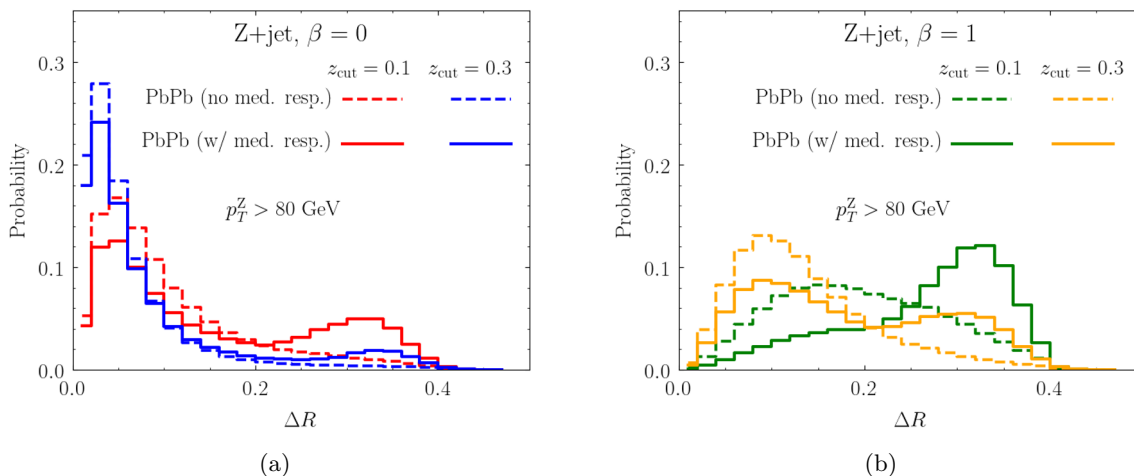 Z+jet, β = 0
z_cut = 0.1 z_cut = 0.3
PbPb (no med. resp.)
PbPb (w/ med. resp.)
p_T^Z > 80 GeV
Probability
0.3
0.2
0.1
0.0
0.0 0.2 0.4
ΔR
(a)
Z+jet, β = 1
z_cut = 0.1 z_cut = 0.3
PbPb (no med. resp.)
PbPb (w/ med. resp.)
p_T^Z > 80 GeV
Probability
0.3
0.2
0.1
0.0
0.0 0.2 0.4
ΔR
(b)